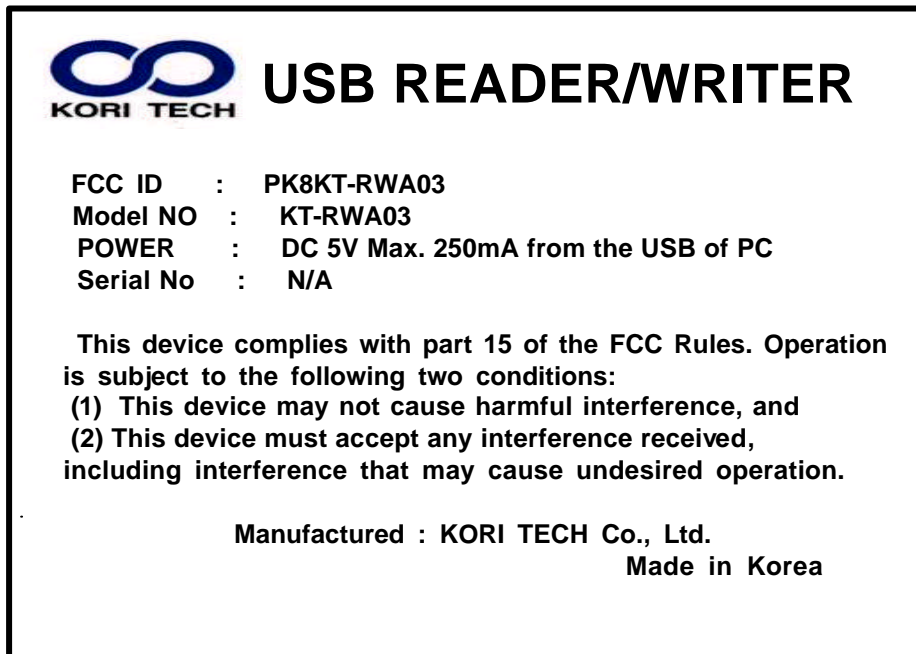 KORI TECH
USB READER/WRITER
FCC ID : PK8KT-RWA03
Model NO : KT-RWA03
POWER : DC 5V Max. 250mA from the USB of PC
Serial No : N/A
This device complies with part 15 of the FCC Rules. Operation
is subject to the following two conditions:
(1) This device may not cause harmful interference, and
(2) This device must accept any interference received,
including interference that may cause undesired operation.
Manufactured : KORI TECH Co., Ltd.
Made in Korea